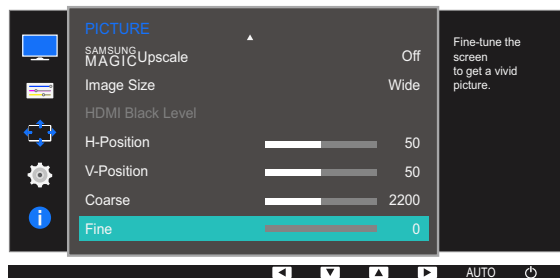 PICTURE
SAMSUNG
MAGIC Upscale Off
Image Size Wide
HDMI Black Level
H-Position 50
V-Position 50
Coarse 2200
Fine 0
Fine-tune the
screen
to get a vivid
picture.
AUTO